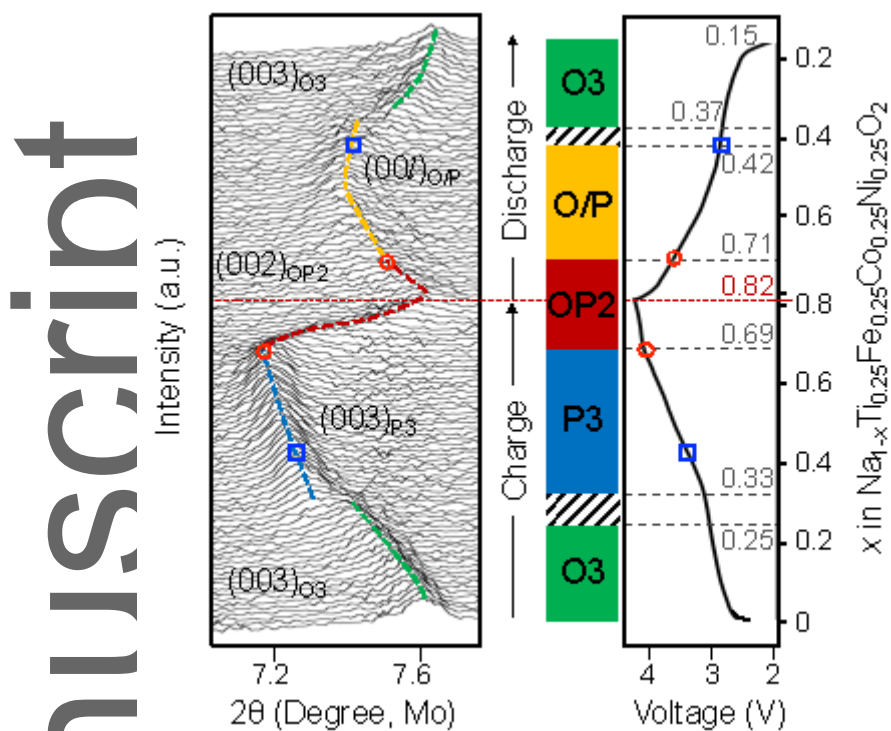 nuscript
Intensity (a.u.)
(003)O3
(00l)O/P
(002)OP2
(003)P3
(003)O3
7.2
7.6
2θ (Degree, Mo)
Discharge
Charge
O3
O/P
OP2
P3
O3
0.15
0.37
0.42
0.71
0.82
0.69
0.33
0.25
4
3
2
Voltage (V)
0.2
0.4
0.6
0.8
0.6
0.4
0.2
0
x in Na1-xTi0.25Fe0.25Co0.25Ni0.25O2